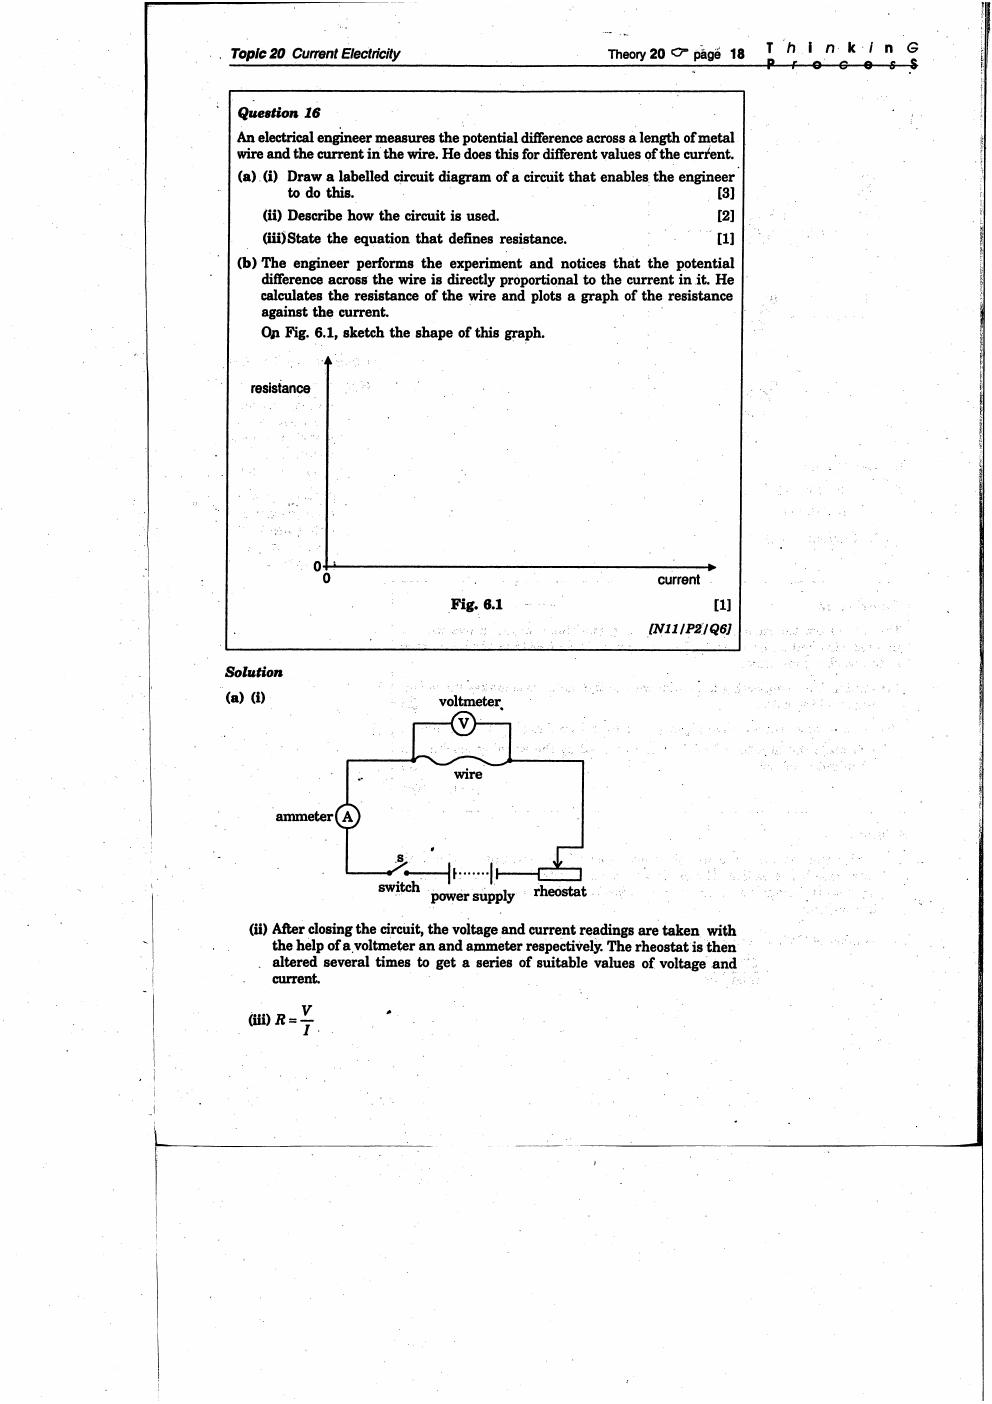 Topic 20 Current Electricity
Theory 20 page 18
T h i n k i n G
P r o c e s S
Question 16
An electrical engineer measures the potential difference across a length of metal
wire and the current in the wire. He does this for different values of the current.
(a) (i) Draw a labelled circuit diagram of a circuit that enables the engineer
to do this. [3]
(ii) Describe how the circuit is used. [2]
(iii)State the equation that defines resistance. [1]
(b) The engineer performs the experiment and notices that the potential
difference across the wire is directly proportional to the current in it. He
calculates the resistance of the wire and plots a graph of the resistance
against the current.
On Fig. 6.1, sketch the shape of this graph.
resistance
0
0
current
Fig. 6.1 [1]
[N11/P2/Q6]
Solution
(a) (i)
voltmeter
V
wire
ammeter A
s
switch
power supply
rheostat
(ii) After closing the circuit, the voltage and current readings are taken with
the help of a voltmeter an and ammeter respectively. The rheostat is then
altered several times to get a series of suitable values of voltage and
current.
(iii) R = V/I